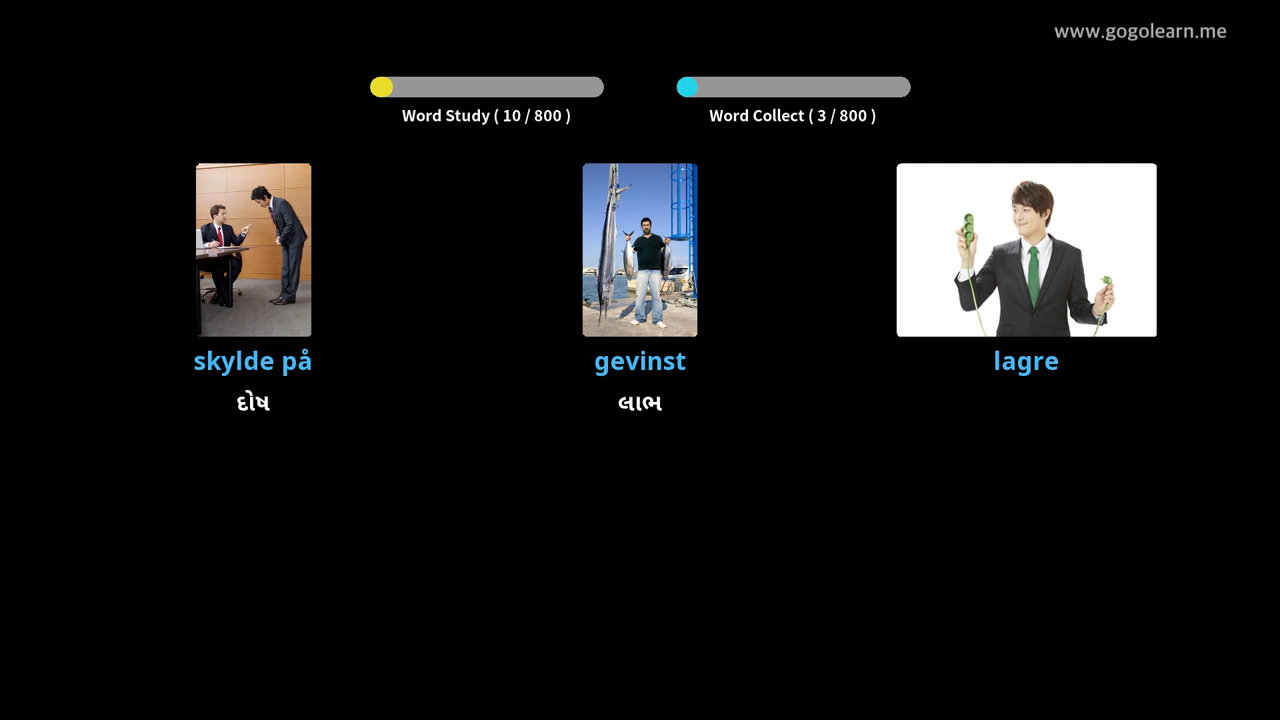 www.gogolearn.me
Word Study ( 10 / 800 )
Word Collect ( 3 / 800 )
skylde på
gevinst
lagre
દોષ
લાભ